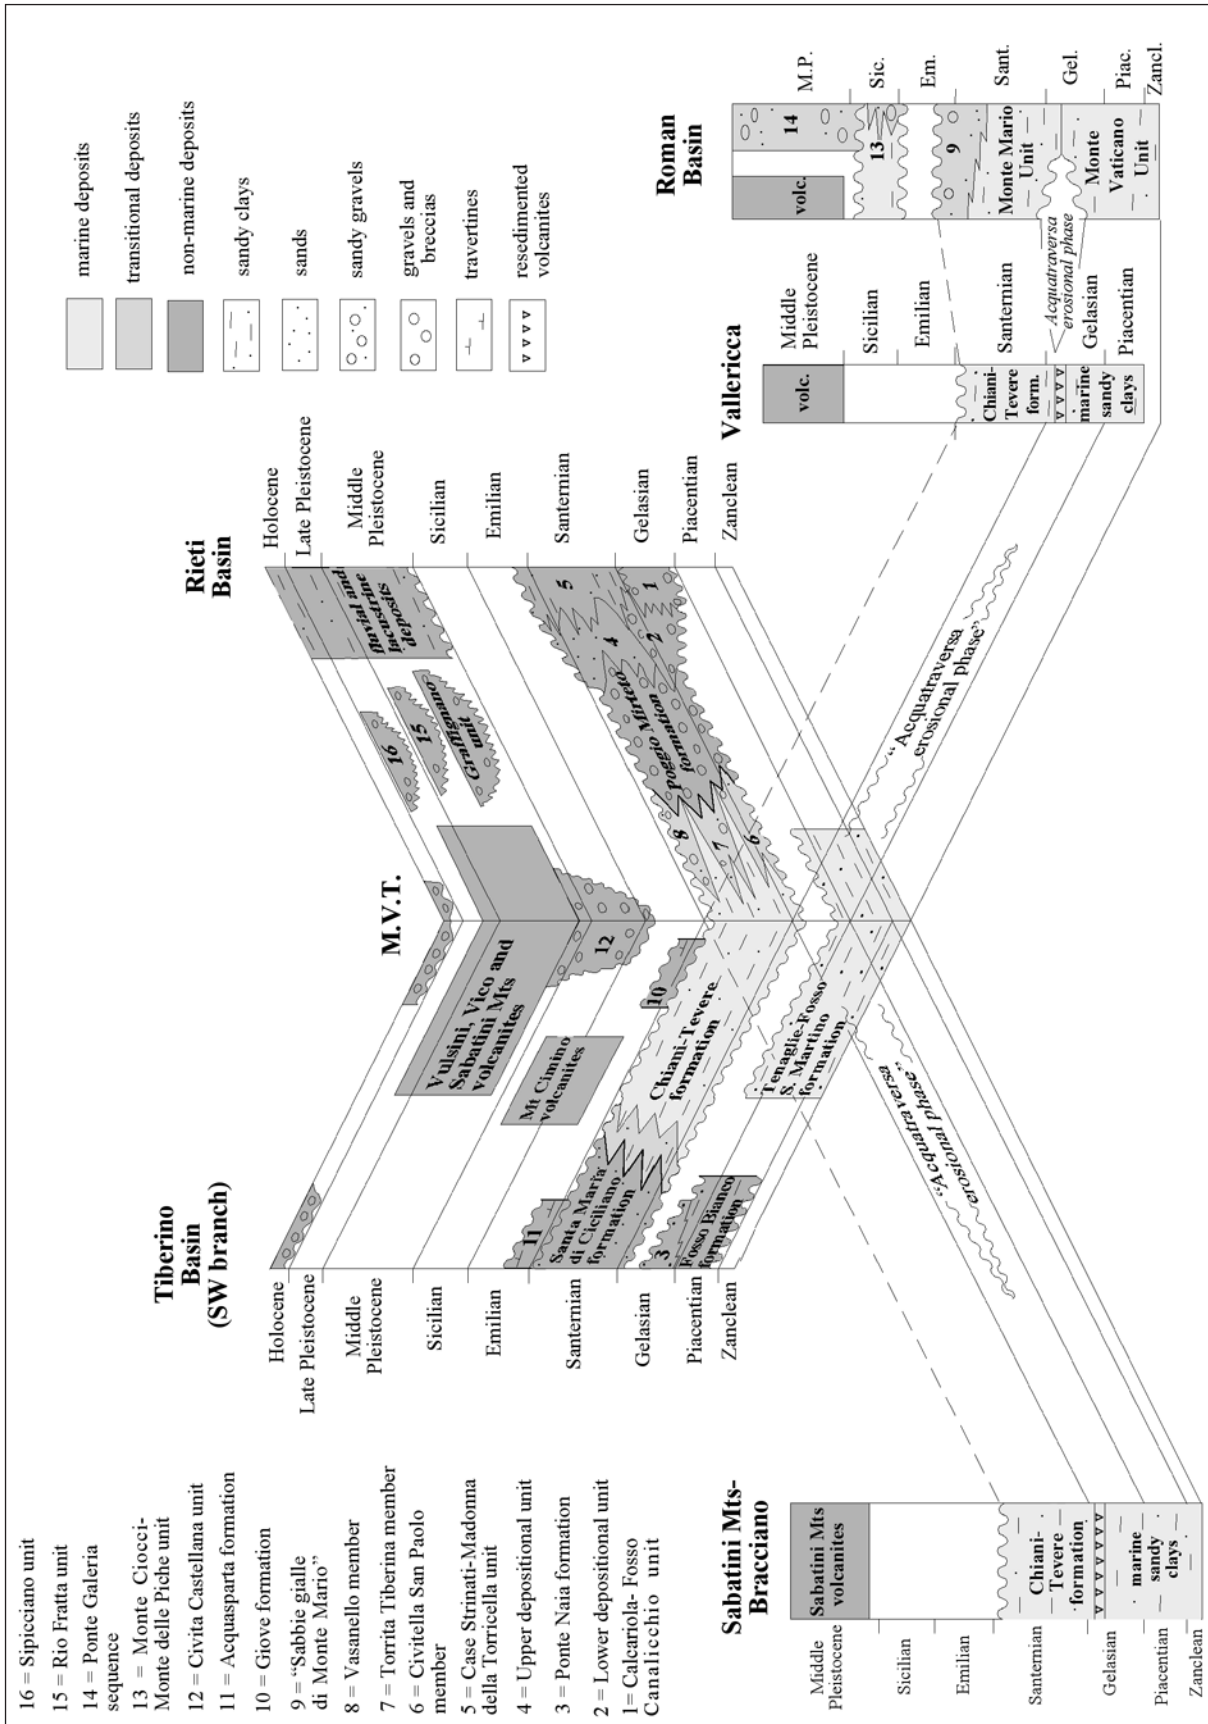 16 = Sipicciano unit
15 = Rio Fratta unit
14 = Ponte Galeria
sequence
13 = Monte Ciocci-
Monte delle Piche unit
12 = Civita Castellana unit
11 = Acquasparta formation
10 = Giove formation
9 = “Sabbie gialle
di Monte Mario”
8 = Vasanello member
7 = Torrita Tiberina member
6 = Civitella San Paolo
member
5 = Case Strinati-Madonna
della Torricella unit
4 = Upper depositional unit
3 = Ponte Naia formation
2 = Lower depositional unit
1= Calcariola- Fosso
Canalicchio unit
Tiberino
Basin
(SW branch)
Holocene
Late Pleistocene
Middle
Pleistocene
Sicilian
Emilian
Santernian
Gelasian
Piacentian
Zanclean
11
Santa Maria
di Ciciliano
formation
3
Fosso Bianco
formation
M.V.T.
Vulsini, Vico and
Sabatini Mts
volcanites
Mt Cimino
volcanites
12
10
Chiani-Tevere
formation
Tenaglie-Fosso
S. Martino
formation
“Acquatraversa
erosional phase”
Rieti
Basin
Holocene
Late Pleistocene
Middle
Pleistocene
Sicilian
Emilian
Santernian
Gelasian
Piacentian
Zanclean
fluvial and
lacustrine
deposits
16
15
Graffignano
unit
5
4
1
2
Poggio Mirteto
formation
8
7
6
“Acquatraversa
erosional phase”
marine deposits
transitional deposits
non-marine deposits
sandy clays
sands
sandy gravels
gravels and
breccias
travertines
resedimented
volcanites
Sabatini Mts-
Bracciano
Middle
Pleistocene
Sicilian
Emilian
Santernian
Gelasian
Piacentian
Zanclean
Sabatini Mts
volcanites
Chiani-
Tevere
formation
marine
sandy
clays
Vallericca
Middle
Pleistocene
Sicilian
Emilian
Santernian
Gelasian
Piacentian
volc.
Chiani-
Tevere
form.
marine
sandy
clays
Acquatraversa
erosional phase
Roman
Basin
M.P.
Sic.
Em.
Sant.
Gel.
Piac.
Zancl.
volc.
14
13
9
Monte Mario
Unit
Monte
Vaticano
Unit